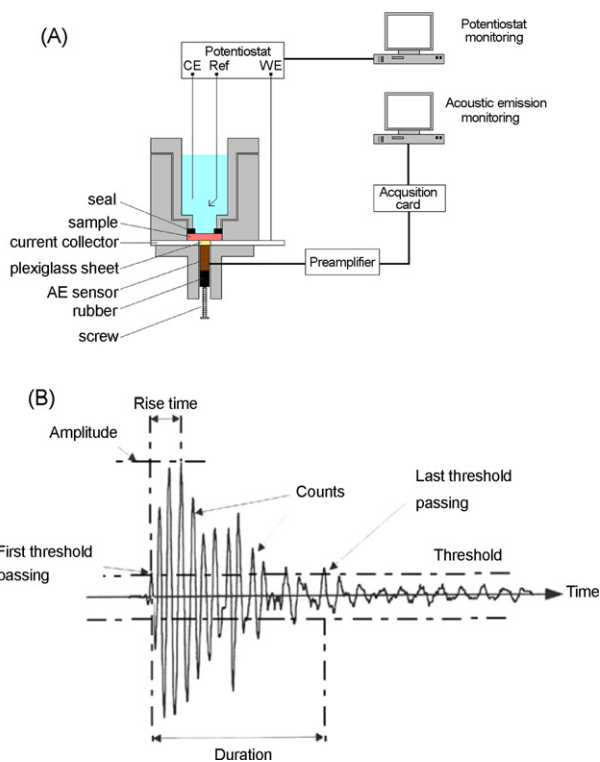 (A)
Potentiostat
CE Ref WE
Potentiostat
monitoring
Acoustic emission
monitoring
Acqusition
card
Preamplifier
seal
sample
current collector
plexiglass sheet
AE sensor
rubber
screw
(B)
Rise time
Amplitude
Counts
Last threshold
passing
First threshold
passing
Threshold
Time
Duration